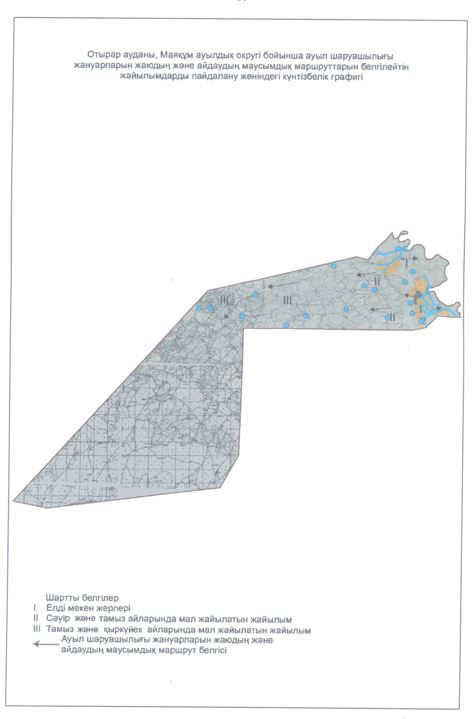 Отырар ауданы, Маяқұм ауылдық округі бойынша ауыл шаруашылығы
жануарларын жаюдың және айдаудың маусымдық маршруттарын белгілейтін
жайылымдарды пайдалану жөніндегі күнтізбелік графигі
I
II
III
III
I
II
Шартты белгілер
I Елді мекен жерлері
II Сәуір және тамыз айларында мал жайылатын жайылым
III Тамыз және қыркүйек айларында мал жайылатын жайылым
Ауыл шаруашылығы жануарларын жаюдың және
айдаудың маусымдық маршрут белгісі